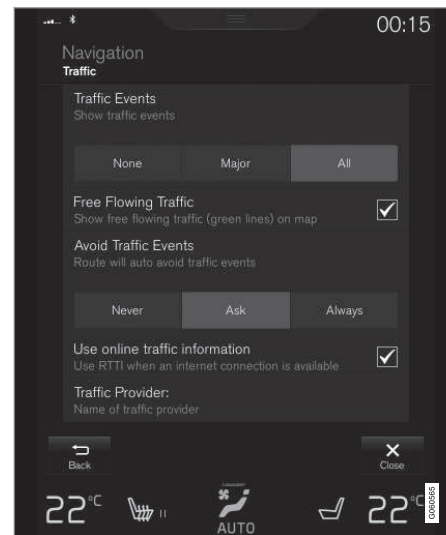 00:15
Navigation
Traffic
Traffic Events
Show traffic events
None Major All
Free Flowing Traffic
Show free flowing traffic (green lines) on map
Avoid Traffic Events
Route will auto avoid traffic events
Never Ask Always
Use online traffic information
Use RTTI when an internet connection is available
Traffic Provider:
Name of traffic provider
Back Close
22°C II AUTO 22°C
G060565